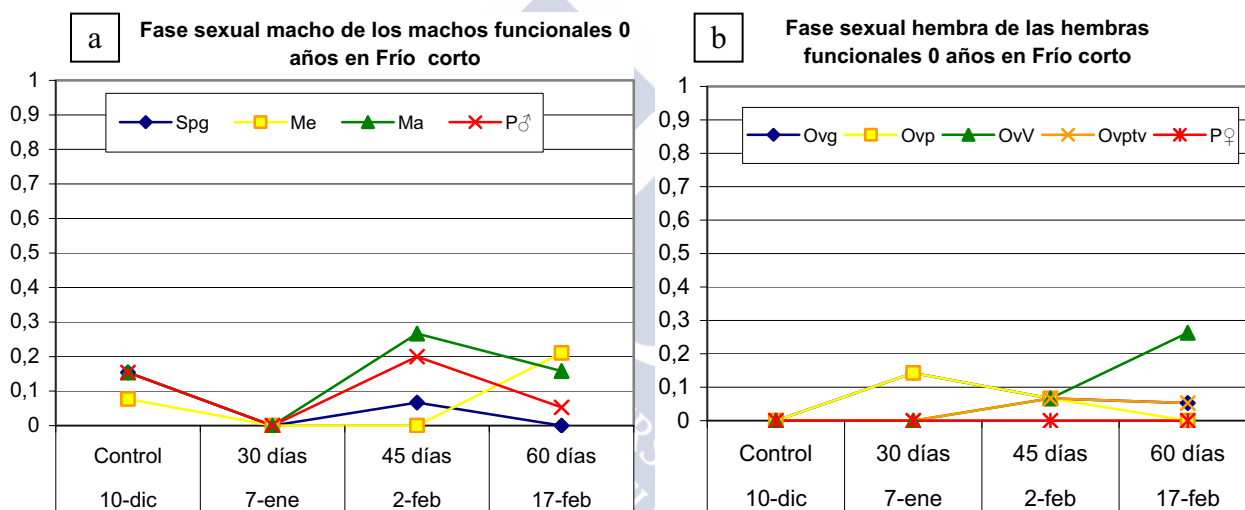 a
Fase sexual macho de los machos funcionales 0
años en Frío corto
1
0,9
0,8
0,7
0,6
0,5
0,4
0,3
0,2
0,1
0
Spg Me Ma P♂
Control 30 días 45 días 60 días
10-dic 7-ene 2-feb 17-feb
b
Fase sexual hembra de las hembras
funcionales 0 años en Frío corto
1
0,9
0,8
0,7
0,6
0,5
0,4
0,3
0,2
0,1
0
Ovg Ovp OvV Ovptv P♀
Control 30 días 45 días 60 días
10-dic 7-ene 2-feb 17-feb